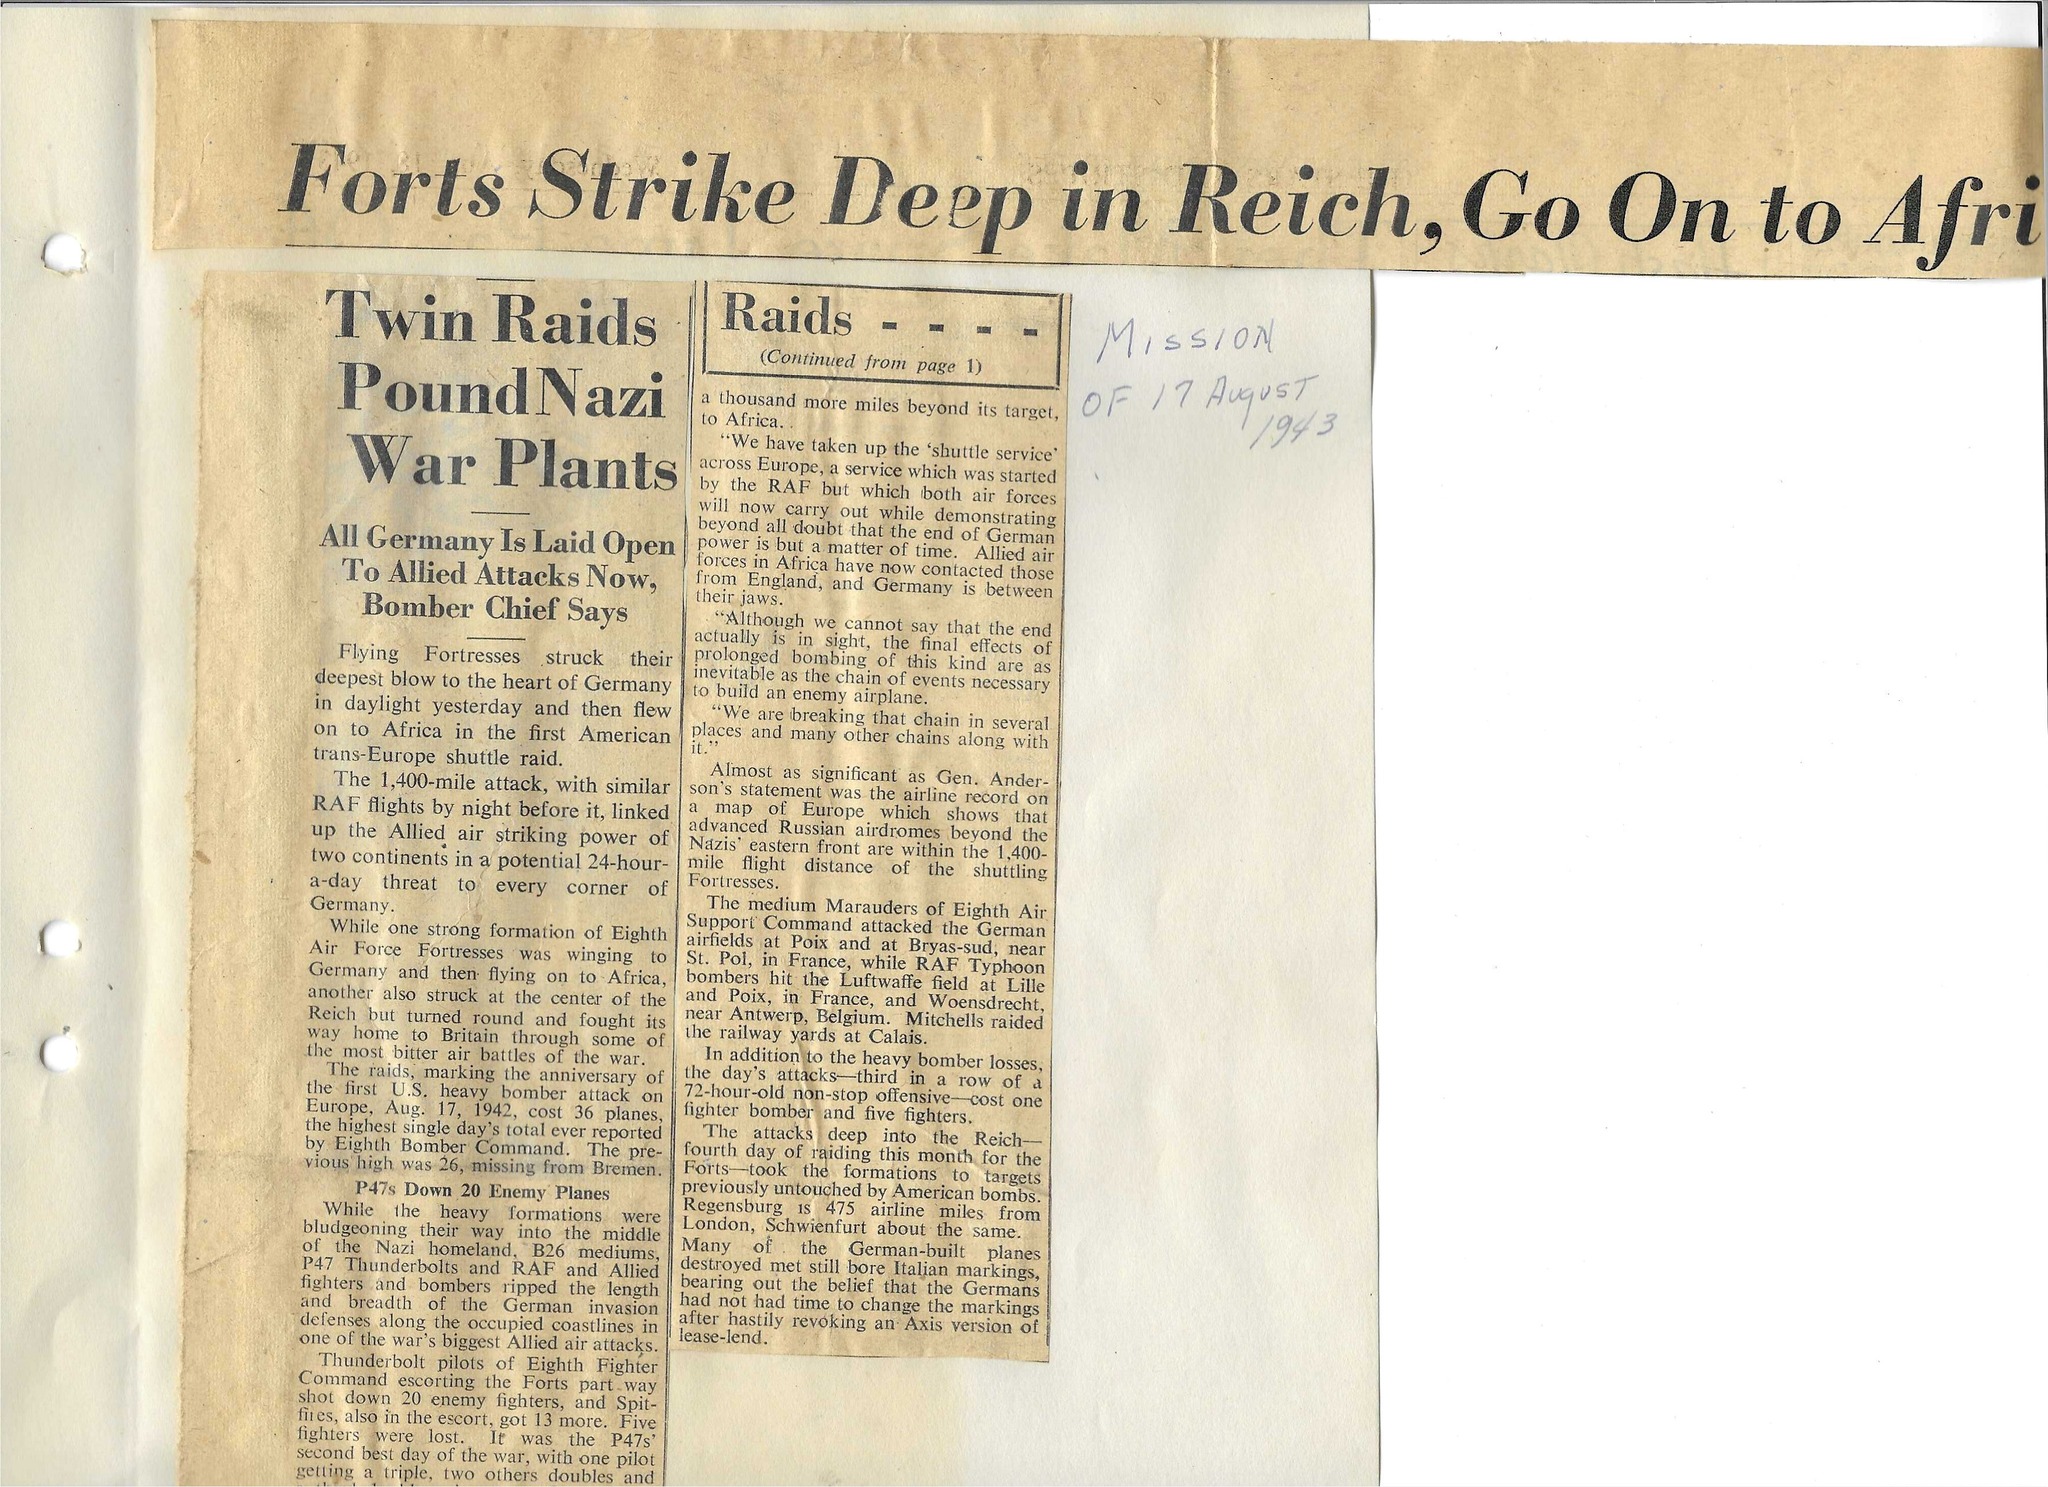 Forts Strike Deep in Reich, Go On to Afri
Twin Raids
Pound Nazi
War Plants
All Germany Is Laid Open
To Allied Attacks Now,
Bomber Chief Says
Flying Fortresses struck their
deepest blow to the heart of Germany
in daylight yesterday and then flew
on to Africa in the first American
trans-Europe shuttle raid.
The 1,400-mile attack, with similar
RAF flights by night before it, linked
up the Allied air striking power of
two continents in a potential 24-hour-
a-day threat to every corner of
Germany.
While one strong formation of Eighth
Air Force Fortresses was winging to
Germany and then flying on to Africa,
another also struck at the center of the
Reich but turned round and fought its
way home to Britain through some of
the most bitter air battles of the war.
The raids, marking the anniversary of
the first U.S. heavy bomber attack on
Europe, Aug. 17, 1942, cost 36 planes,
the highest single day's total ever reported
by Eighth Bomber Command. The pre-
vious high was 26, missing from Bremen.
P47s Down 20 Enemy Planes
While the heavy formations were
bludgeoning their way into the middle
of the Nazi homeland, B26 mediums,
P47 Thunderbolts and RAF and Allied
fighters and bombers ripped the length
and breadth of the German invasion
defenses along the occupied coastlines in
one of the war's biggest Allied air attacks.
Thunderbolt pilots of Eighth Fighter
Command escorting the Forts part way
shot down 20 enemy fighters, and Spit-
fires, also in the escort, got 13 more. Five
fighters were lost. It was the P47s'
second best day of the war, with one pilot
getting a triple, two others doubles and
Raids - - - -
(Continued from page 1)
a thousand more miles beyond its target,
to Africa.
"We have taken up the 'shuttle service'
across Europe, a service which was started
by the RAF but which both air forces
will now carry out while demonstrating
beyond all doubt that the end of German
power is but a matter of time. Allied air
forces in Africa have now contacted those
from England, and Germany is between
their jaws.
"Although we cannot say that the end
actually is in sight, the final effects of
prolonged bombing of this kind are as
inevitable as the chain of events necessary
to build an enemy airplane.
"We are breaking that chain in several
places and many other chains along with
it."
Almost as significant as Gen. Ander-
son's statement was the airline record on
a map of Europe which shows that
advanced Russian airdromes beyond the
Nazis' eastern front are within the 1,400-
mile flight distance of the shuttling
Fortresses.
The medium Marauders of Eighth Air
Support Command attacked the German
airfields at Poix and at Bryas-sud, near
St. Pol, in France, while RAF Typhoon
bombers hit the Luftwaffe field at Lille
and Poix, in France, and Woensdrecht,
near Antwerp, Belgium. Mitchells raided
the railway yards at Calais.
In addition to the heavy bomber losses,
the day's attacks—third in a row of a
72-hour-old non-stop offensive—cost one
fighter bomber and five fighters.
The attacks deep into the Reich—
fourth day of raiding this month for the
Forts—took the formations to targets
previously untouched by American bombs.
Regensburg is 475 airline miles from
London, Schwienfurt about the same.
Many of the German-built planes
destroyed met still bore Italian markings,
bearing out the belief that the Germans
had not had time to change the markings
after hastily revoking an Axis version of
lease-lend.
Mission
OF 17 August
1943